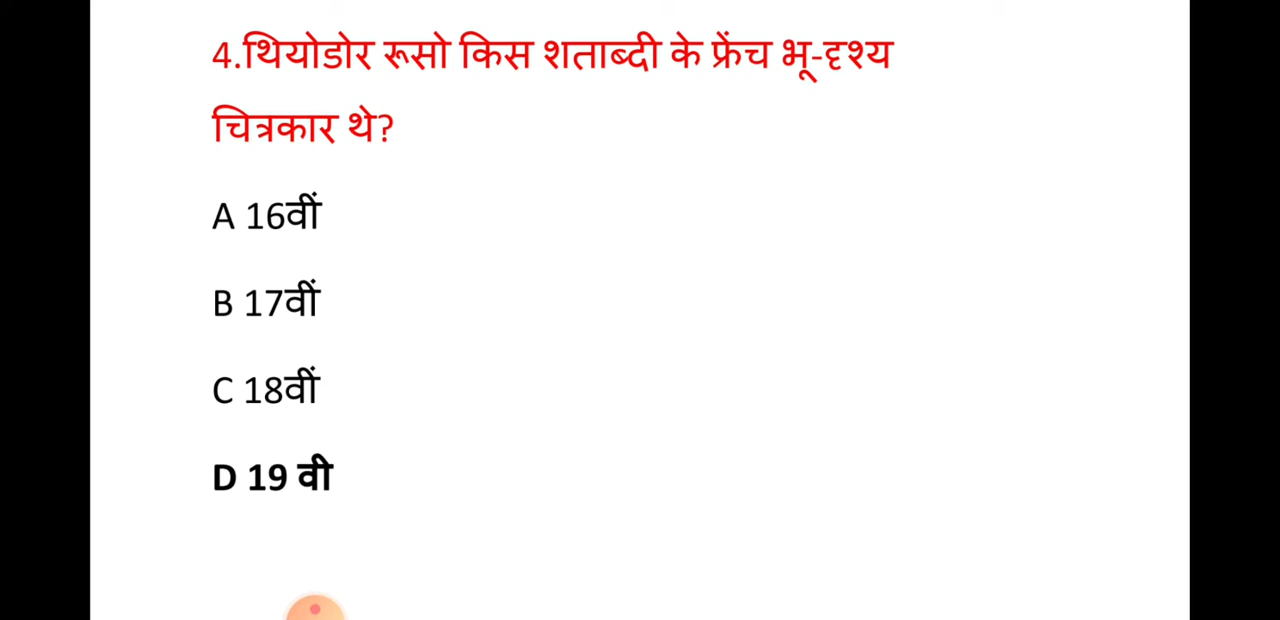 4.थियोडोर रूसो किस शताब्दी के फ्रेंच भू-दृश्य
चित्रकार थे?
A 16वीं
B 17वीं
C 18वीं
D 19 वी